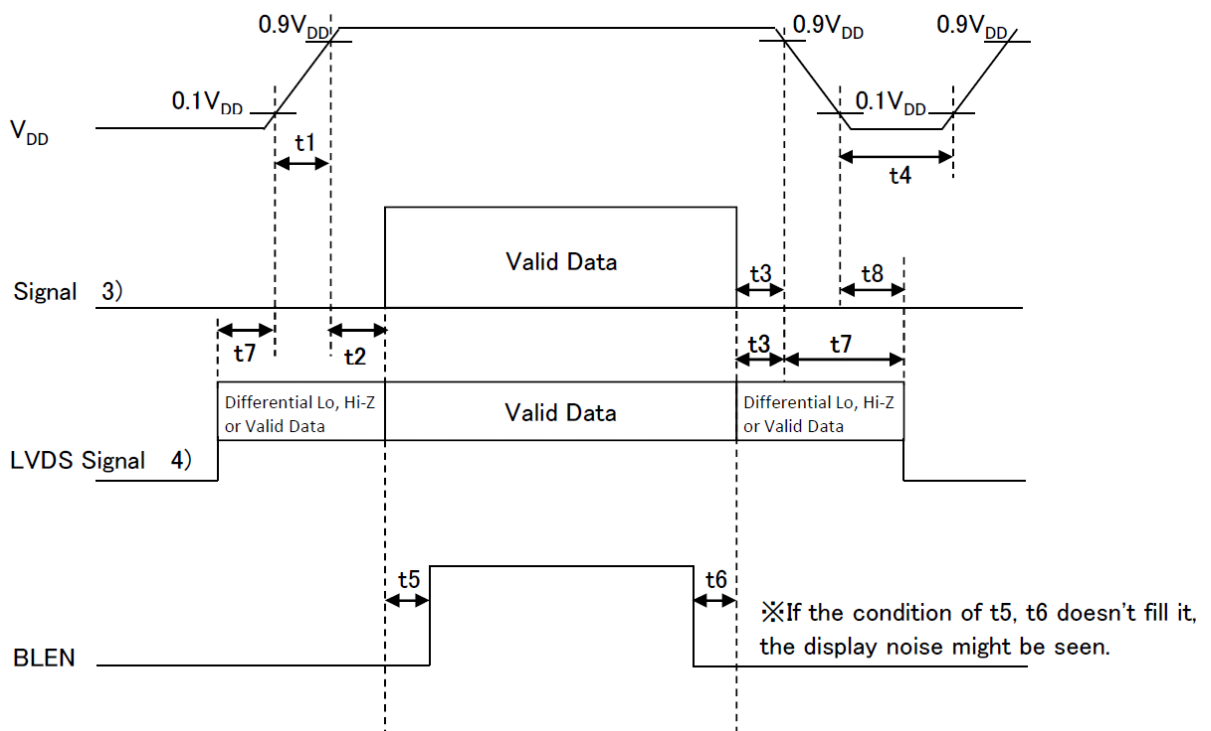 0.9VDD
0.9VDD
0.9VDD
0.1VDD
0.1VDD
VDD
t1
t4
Valid Data
t3
t8
Signal 3)
t7
t2
t3
t7
Differential Lo, Hi-Z
or Valid Data
Valid Data
Differential Lo, Hi-Z
or Valid Data
LVDS Signal 4)
t5
t6
※If the condition of t5, t6 doesn't fill it,
the display noise might be seen.
BLEN